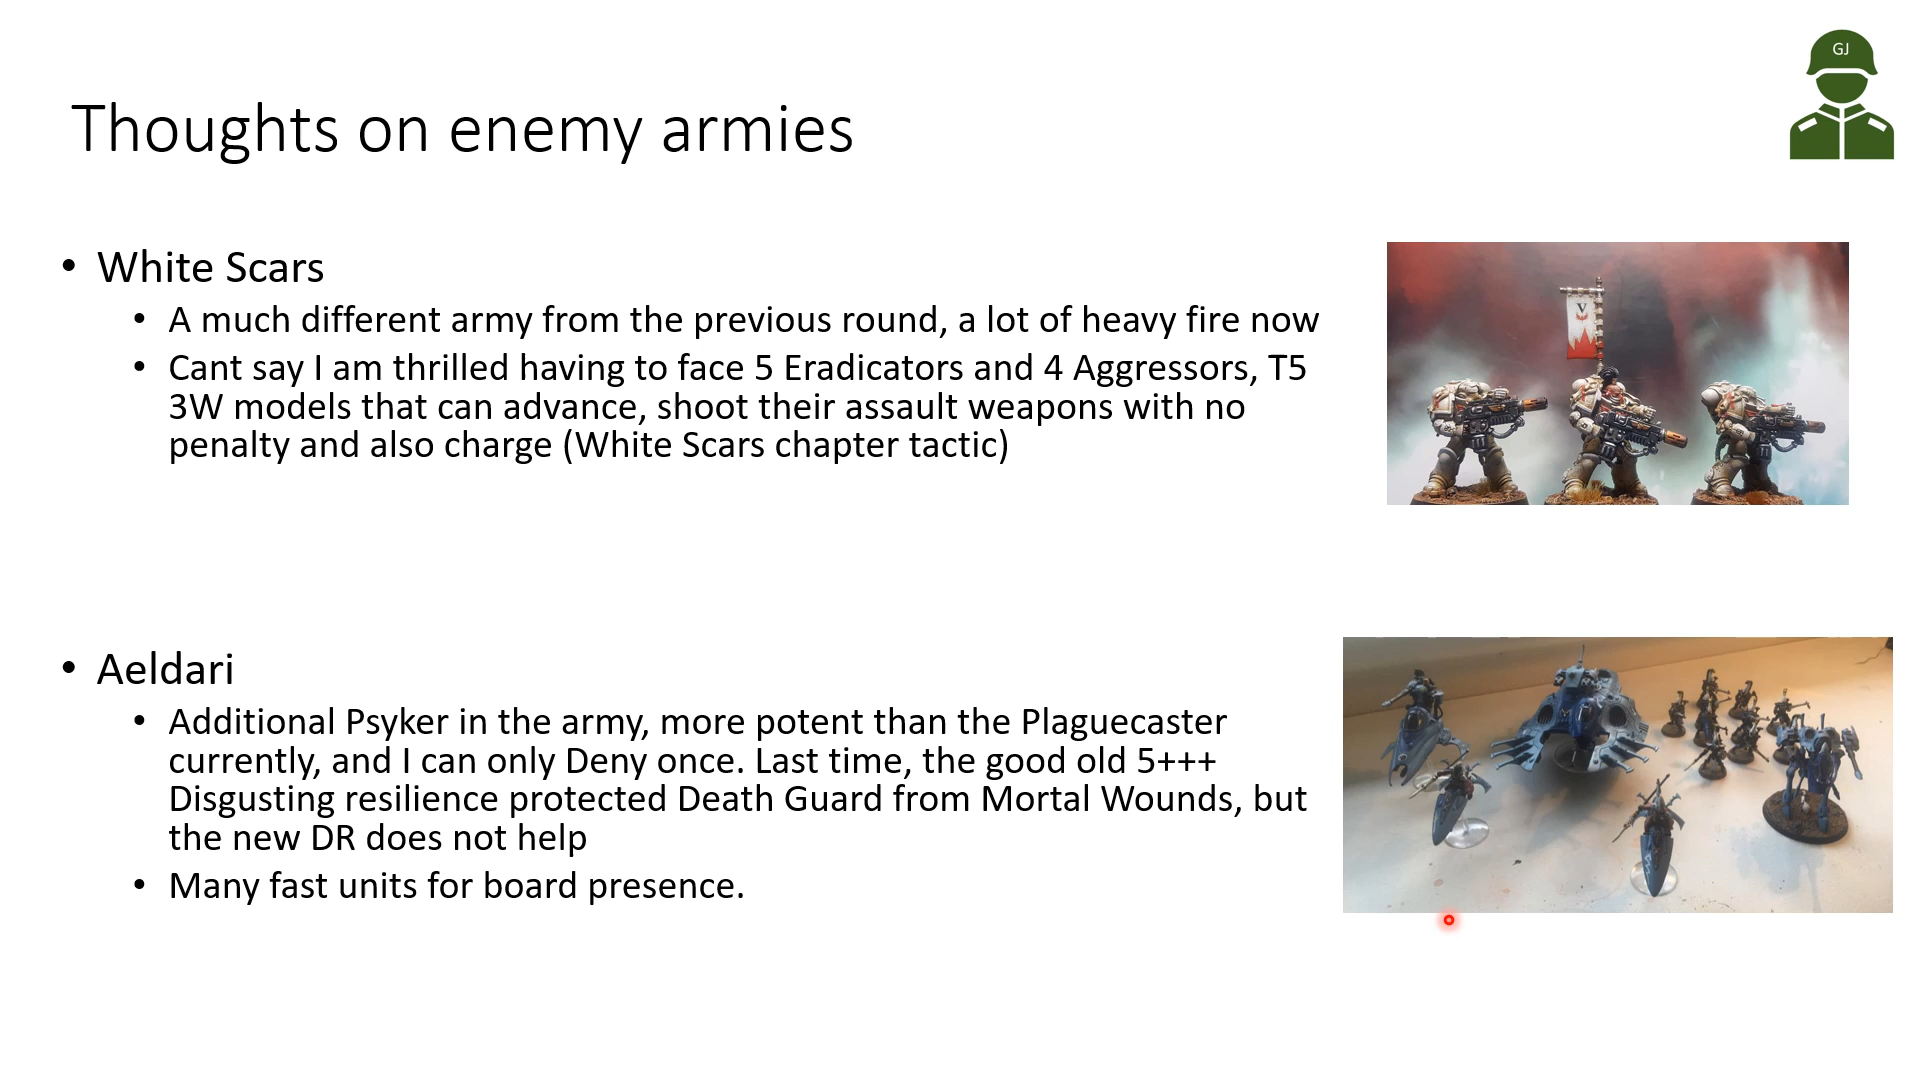 GJ
Thoughts on enemy armies
• White Scars
• A much different army from the previous round, a lot of heavy fire now
• Cant say I am thrilled having to face 5 Eradicators and 4 Aggressors, T5
3W models that can advance, shoot their assault weapons with no
penalty and also charge (White Scars chapter tactic)
V
• Aeldari
• Additional Psyker in the army, more potent than the Plaguecaster
currently, and I can only Deny once. Last time, the good old 5+++
Disgusting resilience protected Death Guard from Mortal Wounds, but
the new DR does not help
• Many fast units for board presence.